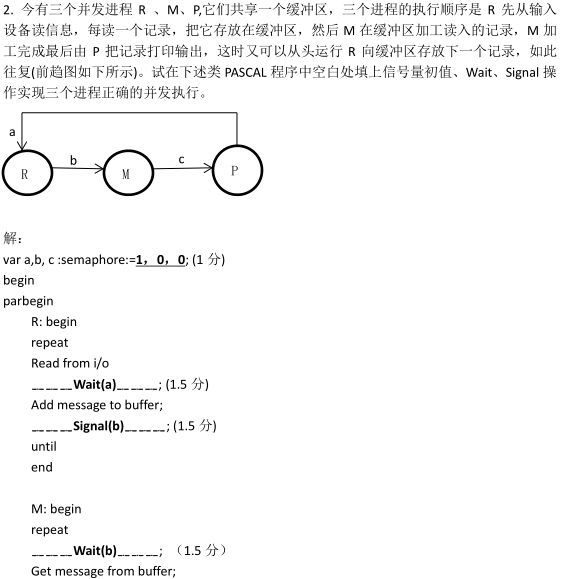 2. 今有三个并发进程 R 、M、P,它们共享一个缓冲区，三个进程的执行顺序是 R 先从输入
设备读信息，每读一个记录，把它存放在缓冲区，然后 M 在缓冲区加工读入的记录，M 加
工完成最后由 P 把记录打印输出，这时又可以从头运行 R 向缓冲区存放下一个记录，如此
往复(前趋图如下所示)。试在下述类 PASCAL 程序中空白处填上信号量初值、Wait、Signal 操
作实现三个进程正确的并发执行。
a
b
c
R
M
P
解：
var a,b, c :semaphore:=1，0，0; (1 分)
begin
parbegin
R: begin
repeat
Read from i/o
______Wait(a)______; (1.5 分)
Add message to buffer;
______Signal(b)______; (1.5 分)
until
end
M: begin
repeat
______Wait(b)______; （1.5 分）
Get message from buffer;